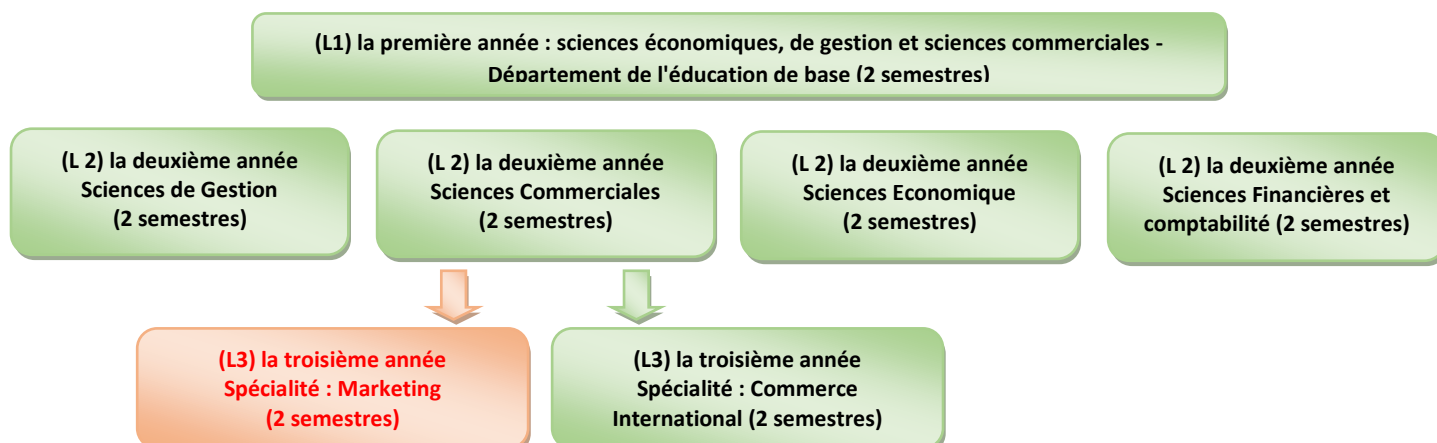 (L1) la première année : sciences économiques, de gestion et sciences commerciales -
Département de l'éducation de base (2 semestres)
(L 2) la deuxième année
Sciences de Gestion
(2 semestres)
(L 2) la deuxième année
Sciences Commerciales
(2 semestres)
(L 2) la deuxième année
Sciences Economique
(2 semestres)
(L 2) la deuxième année
Sciences Financières et
comptabilité (2 semestres)
(L3) la troisième année
Spécialité : Marketing
(2 semestres)
(L3) la troisième année
Spécialité : Commerce
International (2 semestres)